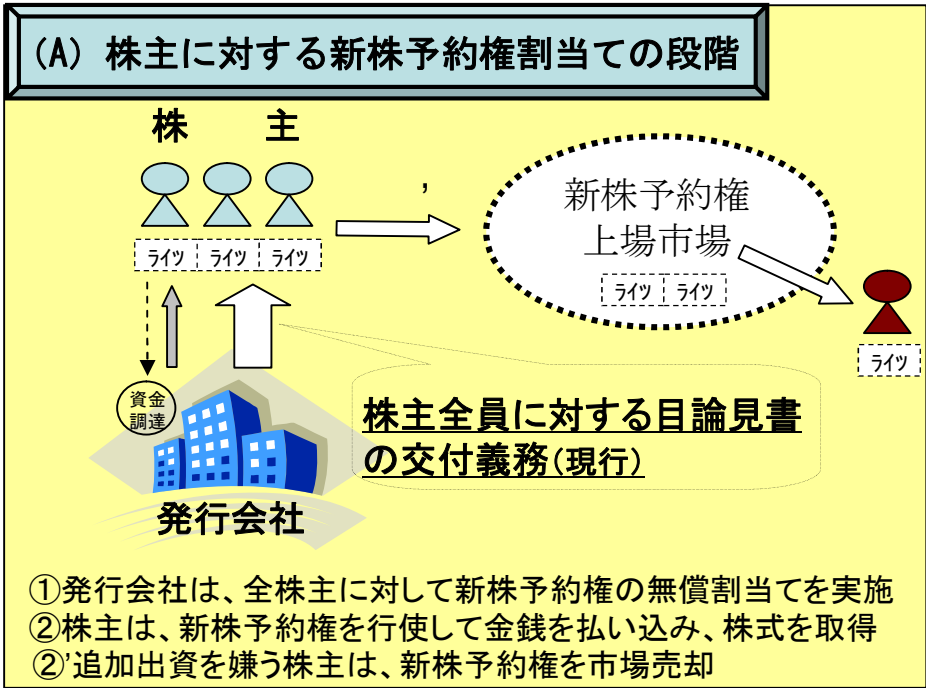 (A) 株主に対する新株予約権割当ての段階
株 主
’
新株予約権
上場市場
ライツ ライツ ライツ
ライツ ライツ
ライツ
資金
調達
株主全員に対する目論見書
の交付義務(現行)
発行会社
①発行会社は、全株主に対して新株予約権の無償割当てを実施
②株主は、新株予約権を行使して金銭を払い込み、株式を取得
②’追加出資を嫌う株主は、新株予約権を市場売却